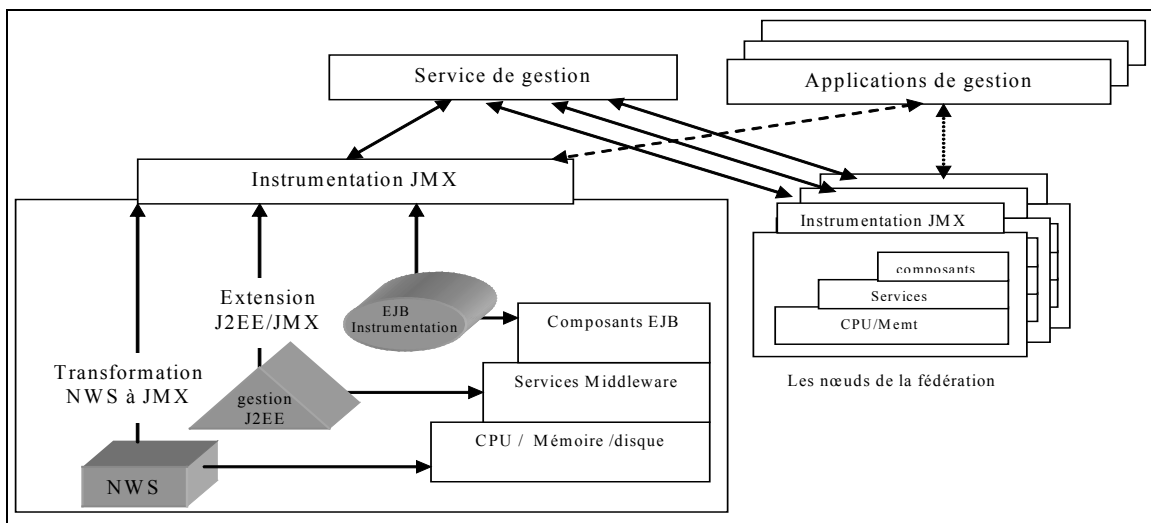 Service de gestion
Applications de gestion
Instrumentation JMX
Instrumentation JMX
composants
Services
CPU/Memt
Les nœuds de la fédération
EJB
Instrumentation
Extension
J2EE/JMX
Composants EJB
Transformation
NWS à JMX
gestion
J2EE
Services Middleware
CPU / Mémoire /disque
NWS